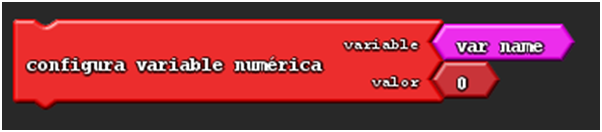 variable var name
configura variable numérica
valor 0